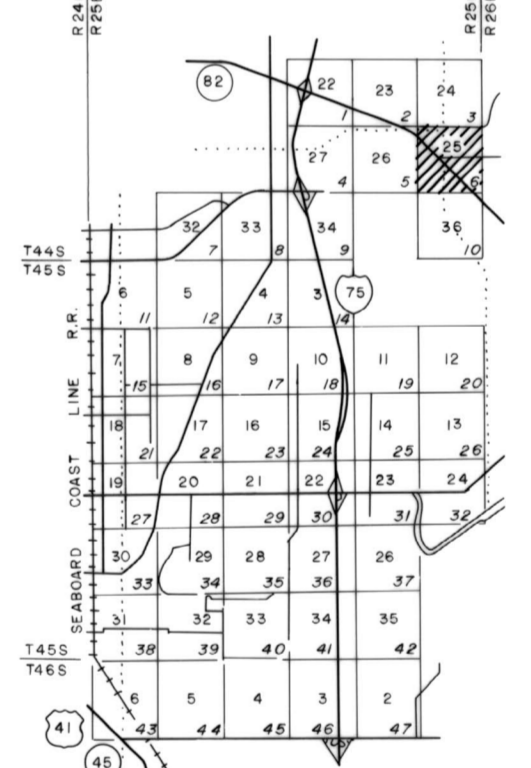 R 24
R 25E
R 25
R 26E
82
22 23 24
1 2 3
27 26 25
4 5 6
32 33 34 36
7 8 9 10
T44S
T45S
6 5 4 3 75
11 12 13 14
7 8 9 10 11 12
15 16 17 18 19 20
18 17 16 15 14 13
21 22 23 24 25 26
19 20 21 22 23 24
27 28 29 30 31 32
30 29 28 27 26
33 34 35 36 37
31 32 33 34 35
38 39 40 41 42
SEABOARD COAST LINE R.R.
T45S
T46S
6 5 4 3 2
43 44 45 46 47
41
45